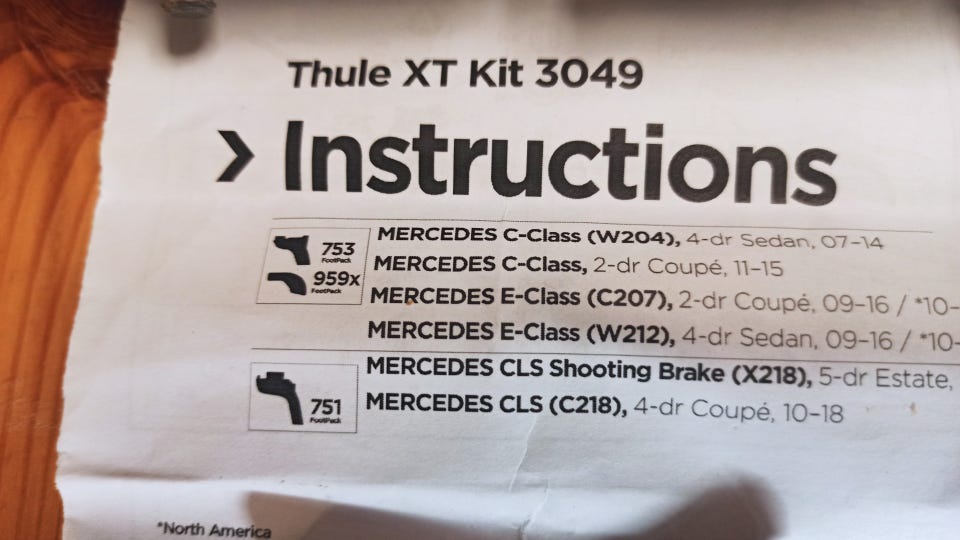 Thule XT Kit 3049
› Instructions
753
FootPack
959x
FootPack
MERCEDES C-Class (W204), 4-dr Sedan, 07–14
MERCEDES C-Class, 2-dr Coupé, 11–15
MERCEDES E-Class (C207), 2-dr Coupé, 09–16 / *10–
MERCEDES E-Class (W212), 4-dr Sedan, 09–16 / *10–
751
FootPack
MERCEDES CLS Shooting Brake (X218), 5-dr Estate,
MERCEDES CLS (C218), 4-dr Coupé, 10–18
*North America